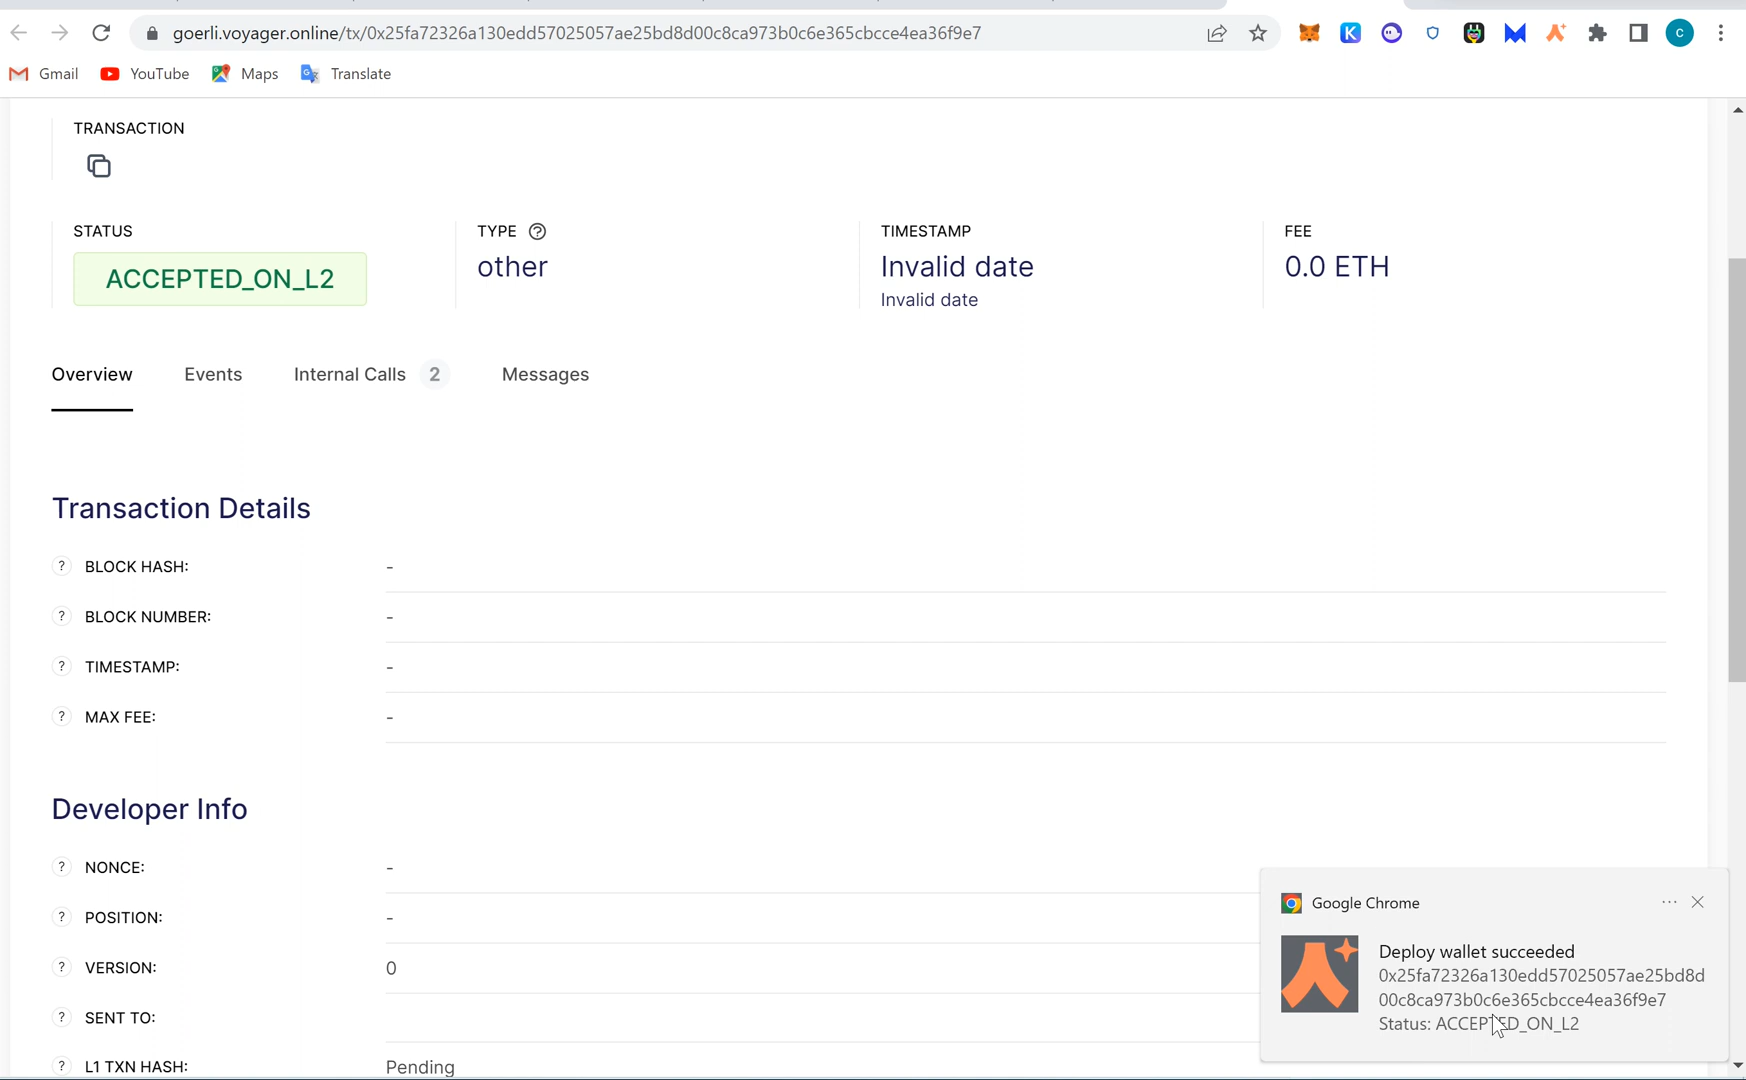 goerli.voyager.online/tx/0x25fa72326a130edd57025057ae25bd8d00c8ca973b0c6e365cbcce4ea36f9e7
K
C
Gmail YouTube Maps Translate
TRANSACTION
STATUS TYPE ? TIMESTAMP FEE
ACCEPTED_ON_L2 other Invalid date 0.0 ETH
Invalid date
Overview Events Internal Calls 2 Messages
Transaction Details
? BLOCK HASH: -
? BLOCK NUMBER: -
? TIMESTAMP: -
? MAX FEE: -
Developer Info
? NONCE: -
? POSITION: -
? VERSION: 0
? SENT TO:
? L1 TXN HASH: Pending
Google Chrome
Deploy wallet succeeded
0x25fa72326a130edd57025057ae25bd8d
00c8ca973b0c6e365cbcce4ea36f9e7
Status: ACCEPTED_ON_L2